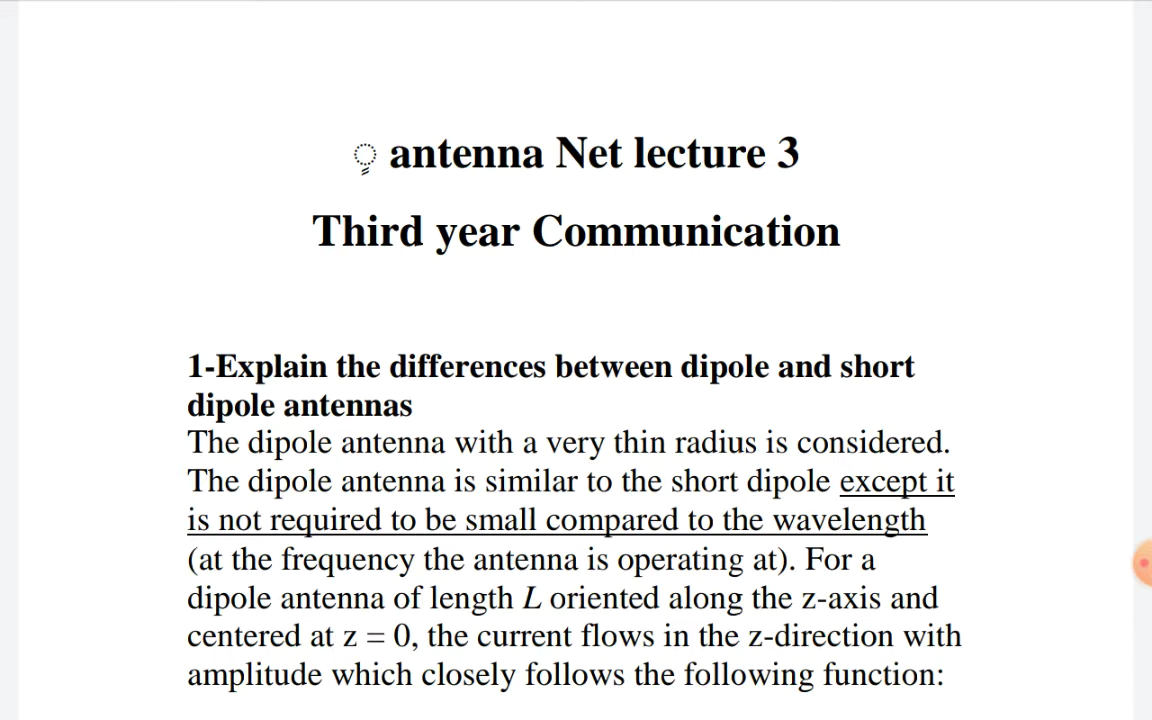 antenna Net lecture 3
Third year Communication
1-Explain the differences between dipole and short
dipole antennas
The dipole antenna with a very thin radius is considered.
The dipole antenna is similar to the short dipole except it
is not required to be small compared to the wavelength
(at the frequency the antenna is operating at). For a
dipole antenna of length L oriented along the z-axis and
centered at z = 0, the current flows in the z-direction with
amplitude which closely follows the following function: